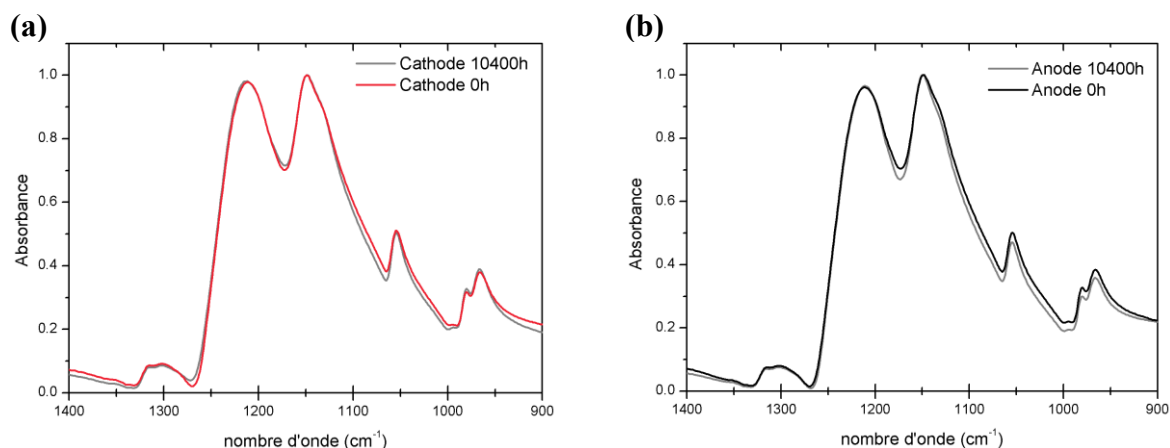 (a)
Cathode 10400h
Cathode 0h
1.0
0.8
0.6
0.4
0.2
0.0
Absorbance
1400 1300 1200 1100 1000 900
nombre d'onde (cm⁻¹)
(b)
Anode 10400h
Anode 0h
1.0
0.8
0.6
0.4
0.2
0.0
Absorbance
1400 1300 1200 1100 1000 900
nombre d'onde (cm⁻¹)